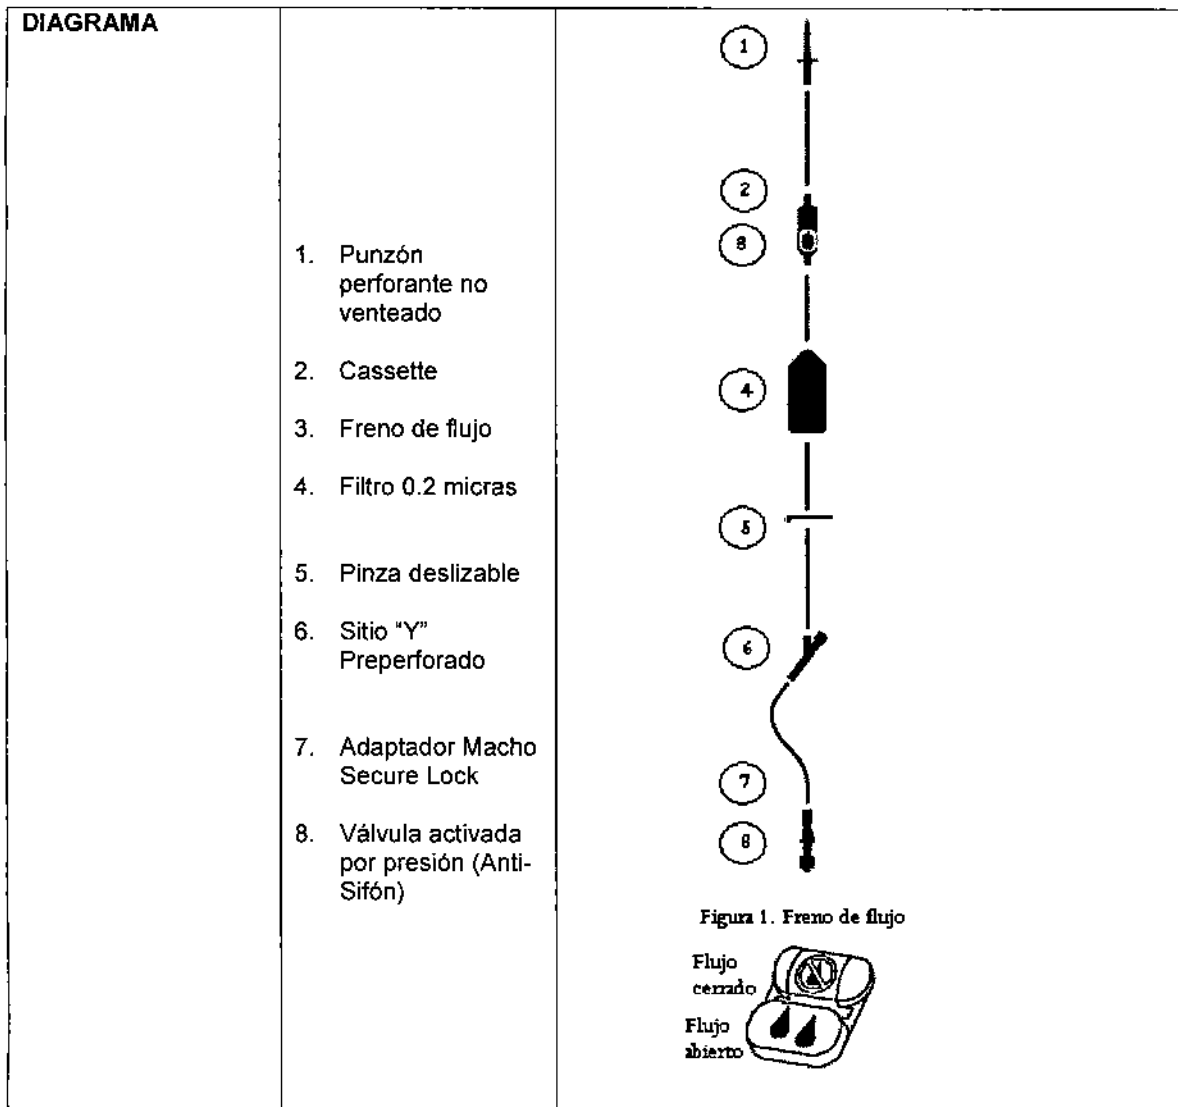 DIAGRAMA
1. Punzón
perforante no
venteado
2. Cassette
3. Freno de flujo
4. Filtro 0.2 micras
5. Pinza deslizable
6. Sitio "Y"
Preperforado
7. Adaptador Macho
Secure Lock
8. Válvula activada
por presión (Anti-
Sifón)
1
2
3
4
5
6
7
8
Figura 1. Freno de flujo
Flujo
cerrado
Flujo
abierto